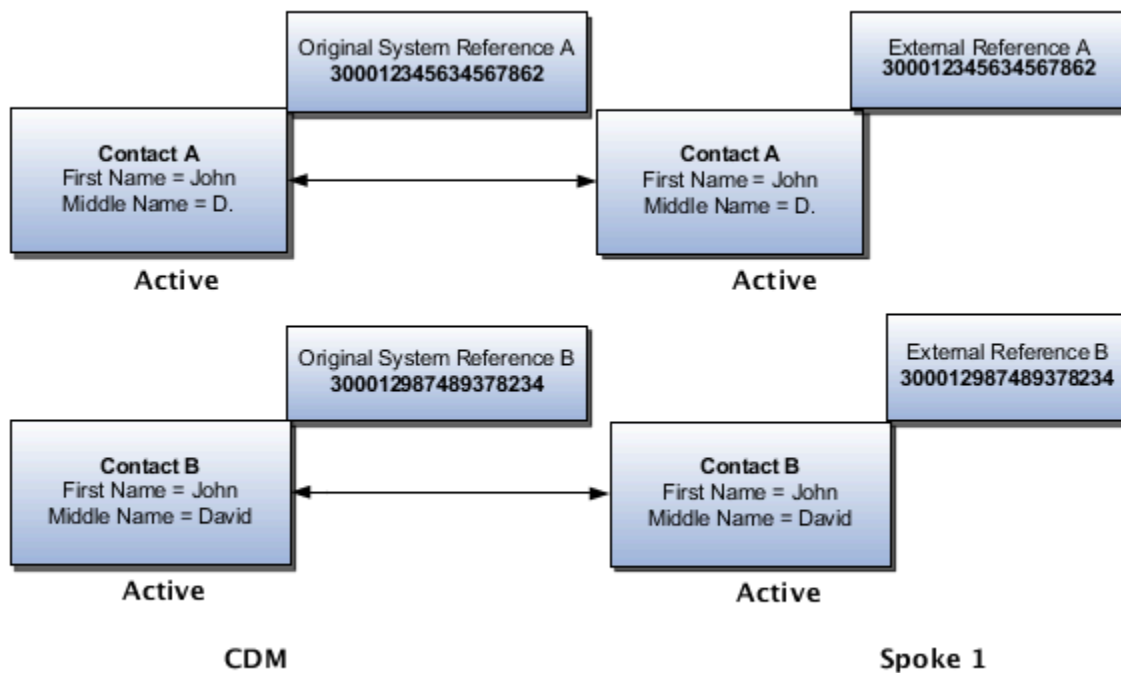 Original System Reference A
300012345634567862
External Reference A
300012345634567862
Contact A
First Name = John
Middle Name = D.
Active
Contact A
First Name = John
Middle Name = D.
Active
Original System Reference B
300012987489378234
External Reference B
300012987489378234
Contact B
First Name = John
Middle Name = David
Active
Contact B
First Name = John
Middle Name = David
Active
CDM
Spoke 1